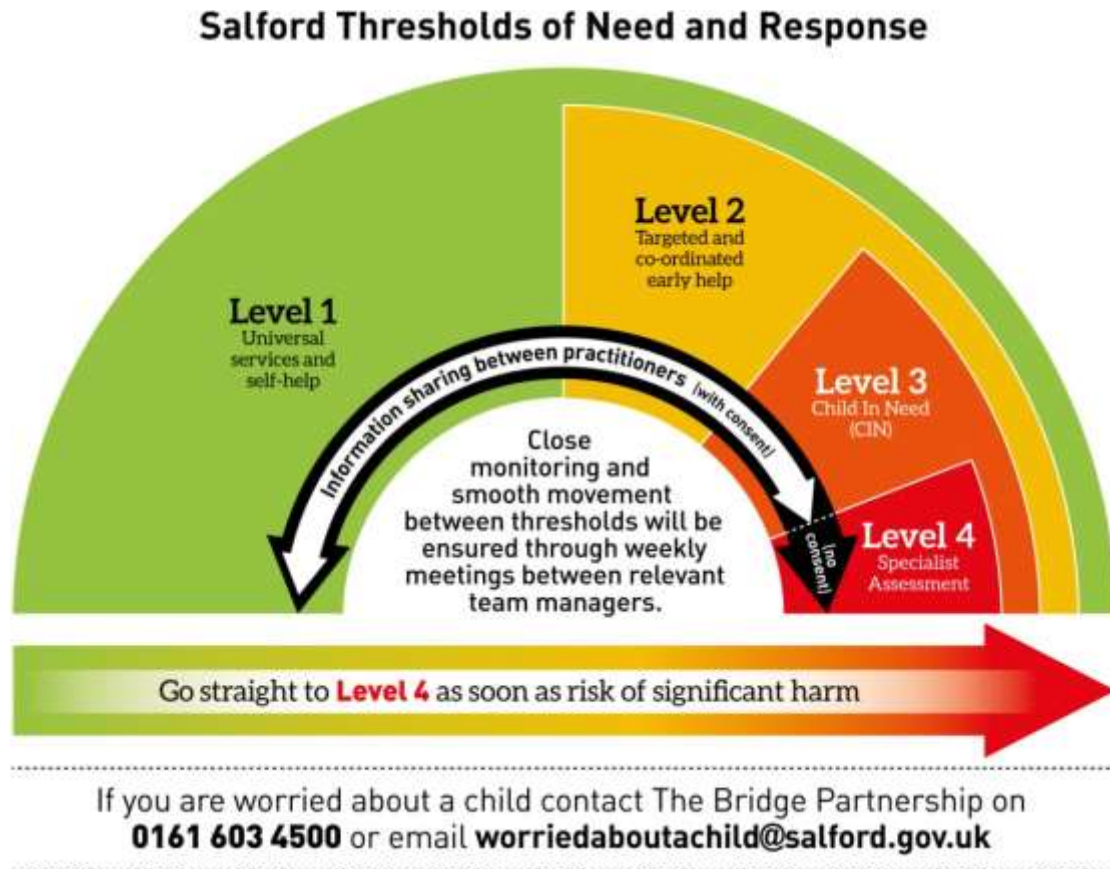 Salford Thresholds of Need and Response
Level 1
Universal
services and
self-help
Level 2
Targeted and
co-ordinated
early help
Level 3
Child In Need
(CIN)
Level 4
Specialist
Assessment
Information sharing between practitioners (with consent)
(no
consent)
Close
monitoring and
smooth movement
between thresholds will be
ensured through weekly
meetings between relevant
team managers.
Go straight to Level 4 as soon as risk of significant harm
If you are worried about a child contact The Bridge Partnership on
0161 603 4500 or email worriedaboutachild@salford.gov.uk